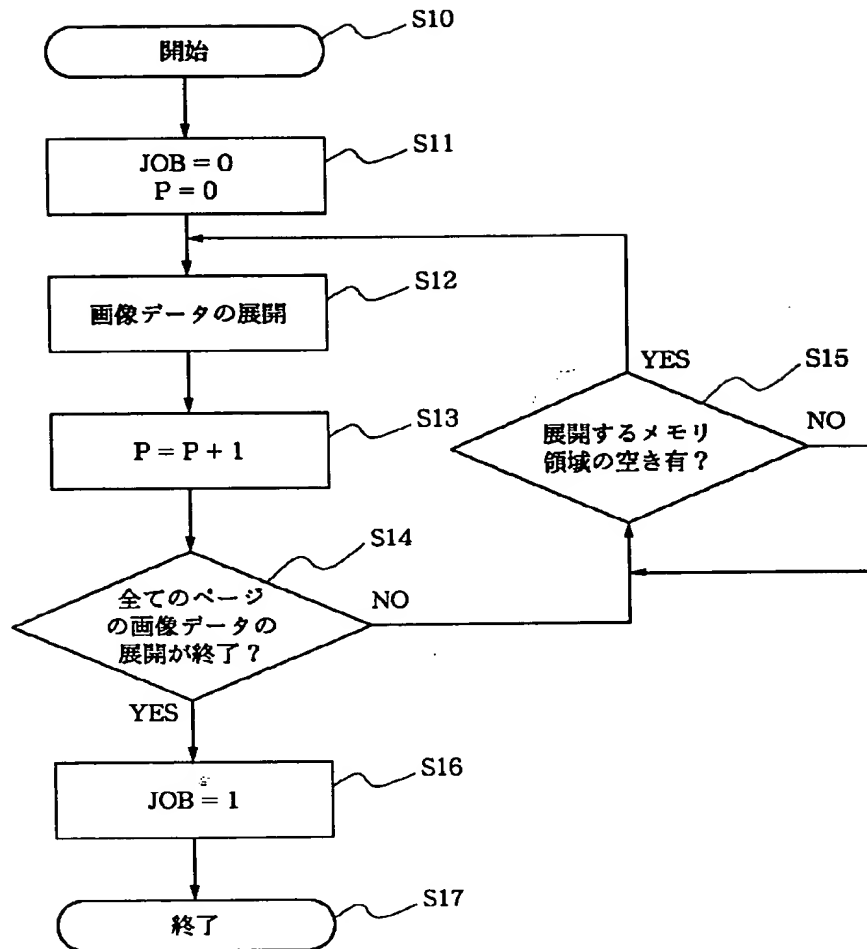 S10
開始
S11
JOB = 0
P = 0
S12
画像データの展開
S13
P = P + 1
S14
全てのページ
の画像データの
展開が終了？
NO
YES
S15
展開するメモリ
領域の空き有？
YES
NO
S16
JOB = 1
S17
終了